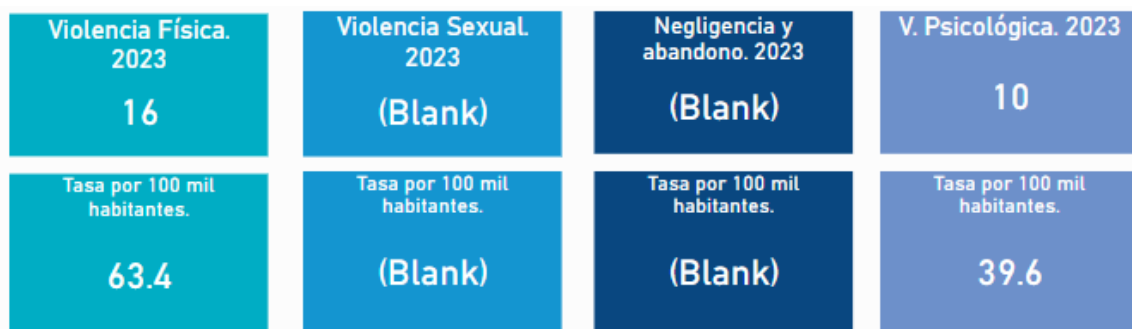 Violencia Física.
2023
16
Violencia Sexual.
2023
(Blank)
Negligencia y
abandono. 2023
(Blank)
V. Psicológica. 2023
10
Tasa por 100 mil
habitantes.
63.4
Tasa por 100 mil
habitantes.
(Blank)
Tasa por 100 mil
habitantes.
(Blank)
Tasa por 100 mil
habitantes.
39.6